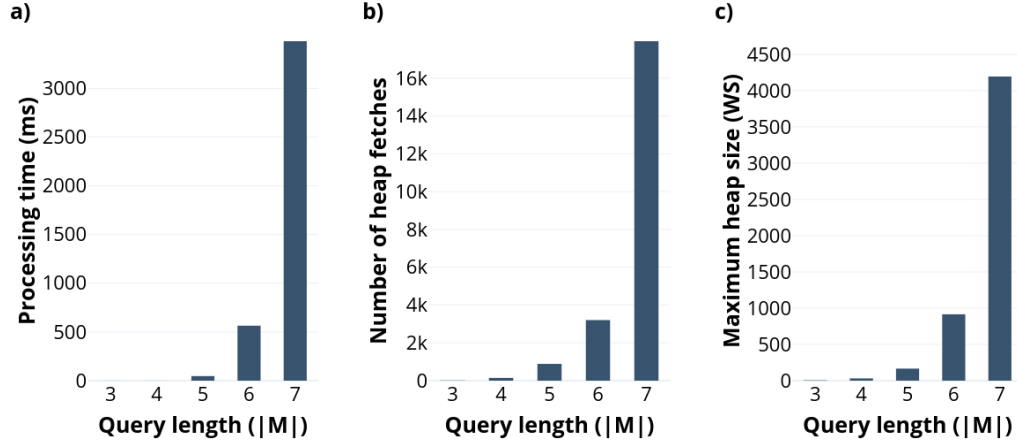 a)
Processing time (ms)
3000
2500
2000
1500
1000
500
0
3 4 5 6 7
Query length (|M|)
b)
Number of heap fetches
16k
14k
12k
10k
8k
6k
4k
2k
0
3 4 5 6 7
Query length (|M|)
c)
Maximum heap size (WS)
4500
4000
3500
3000
2500
2000
1500
1000
500
0
3 4 5 6 7
Query length (|M|)